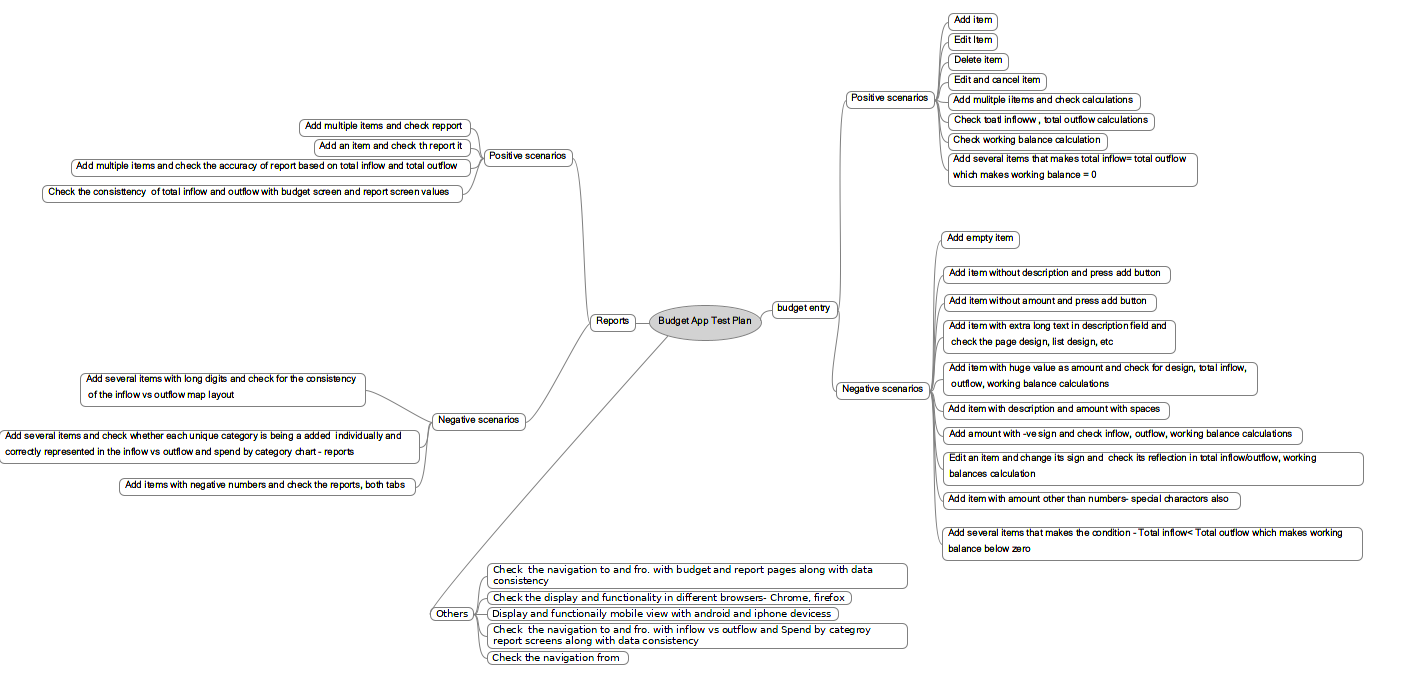 Budget App Test Plan
budget entry
Positive scenarios
Add item
Edit Item
Delete item
Edit and cancel item
Add mulitple iitems and check calculations
Check toatl infloww , total outflow calculations
Check working balance calculation
Add several items that makes total inflow= total outflow
which makes working balance = 0
Negative scenarios
Add empty item
Add item without description and press add button
Add item without amount and press add button
Add item with extra long text in description field and
check the page design, list design, etc
Add item with huge value as amount and check for design, total inflow,
outflow, working balance calculations
Add item with description and amount with spaces
Add amount with -ve sign and check inflow, outflow, working balance calculations
Edit an item and change its sign and check its reflection in total inflow/outflow, working
balances calculation
Add item with amount other than numbers- special charactors also
Add several items that makes the condition - Total inflow< Total outflow which makes working
balance below zero
Reports
Positive scenarios
Add multiple items and check repport
Add an item and check th report it
Add multiple items and check the accuracy of report based on total inflow and total outflow
Check the consisttency of total inflow and outflow with budget screen and report screen values
Negative scenarios
Add several items with long digits and check for the consistency
of the inflow vs outflow map layout
Add several items and check whether each unique category is being a added individually and
correctly represented in the inflow vs outflow and spend by category chart - reports
Add items with negative numbers and check the reports, both tabs
Others
Check the navigation to and fro. with budget and report pages along with data
consistency
Check the display and functionality in different browsers- Chrome, firefox
Display and functionaily mobile view with android and iphone devicess
Check the navigation to and fro. with inflow vs outflow and Spend by categroy
report screens along with data consistency
Check the navigation from